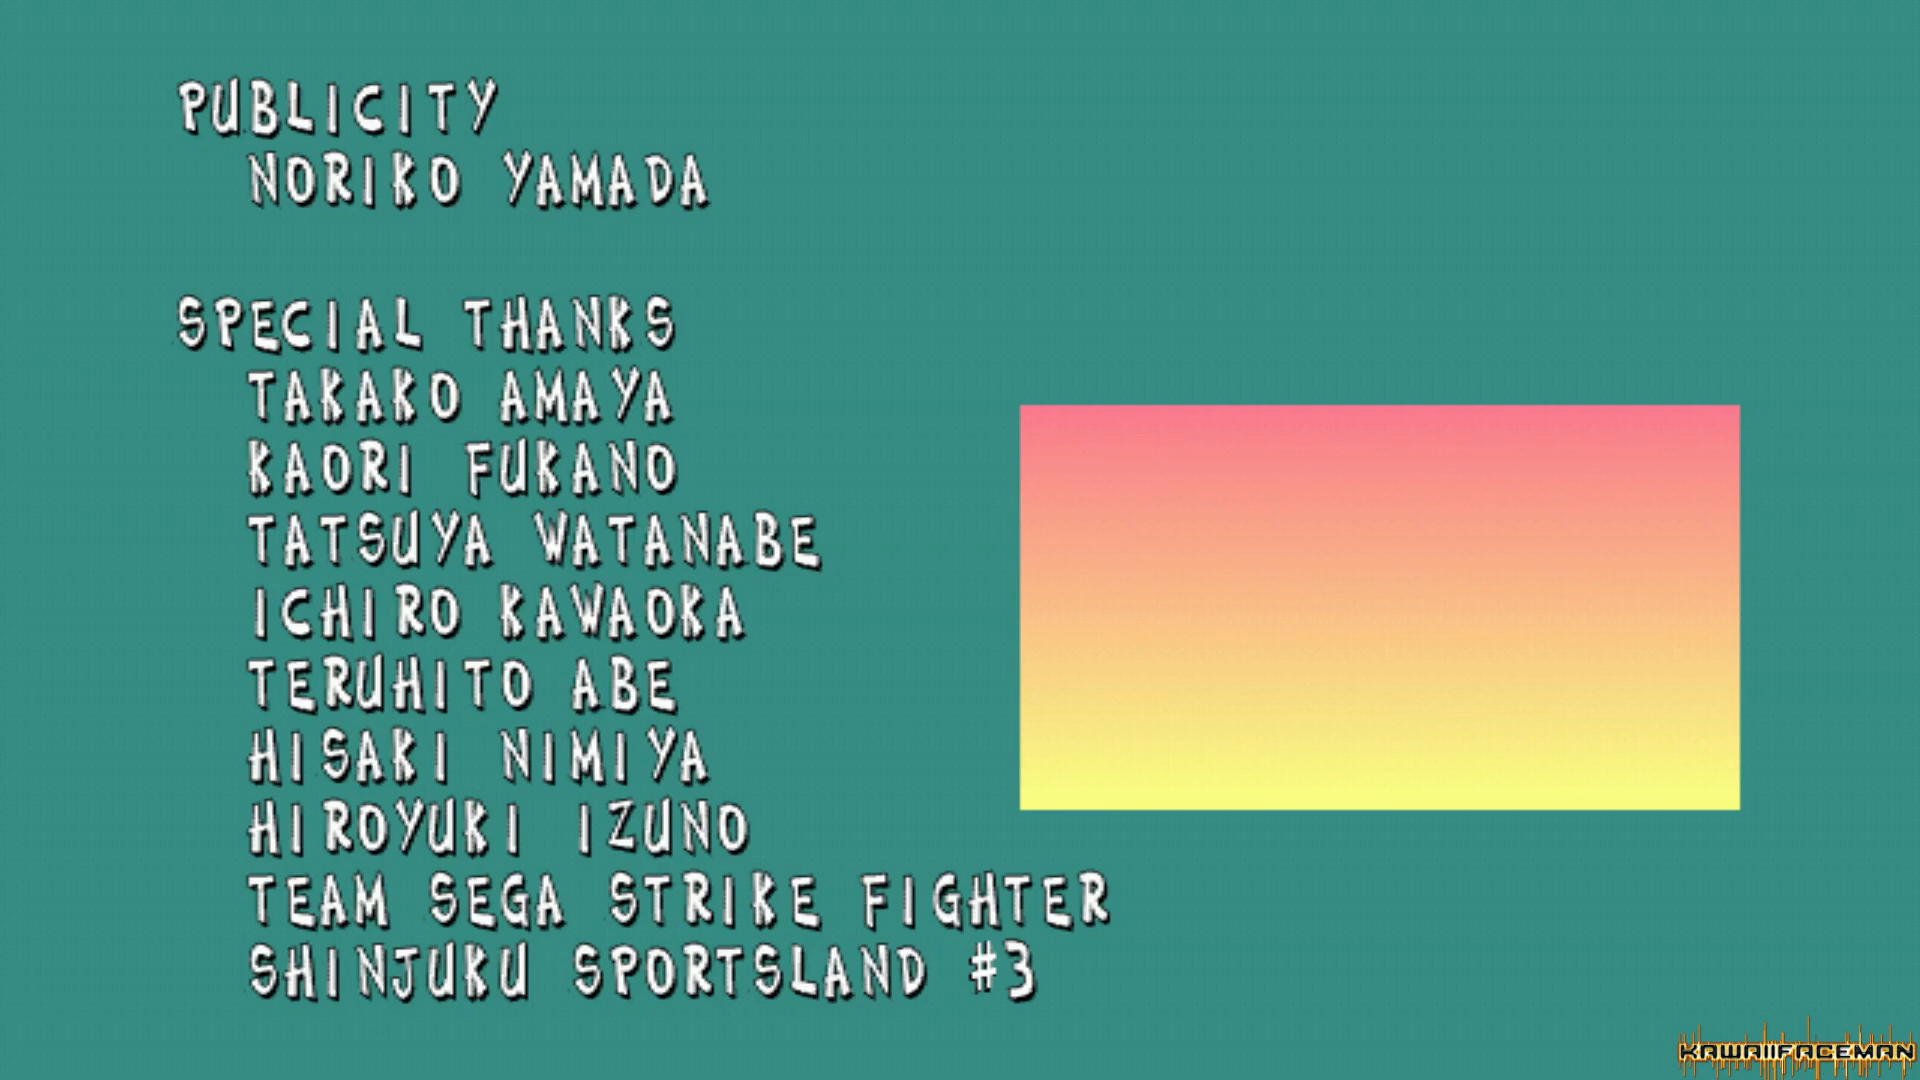 PUBLICITY
NORIKO YAMADA
SPECIAL THANKS
TAKAKO AMAYA
KAORI FUKANO
TATSUYA WATANABE
ICHIRO KAWAOKA
TERUHITO ABE
HISAKI NIMIYA
HIROYUKI IZUNO
TEAM SEGA STRIKE FIGHTER
SHINJUKU SPORTSLAND #3
KAWAIIFACEMAN